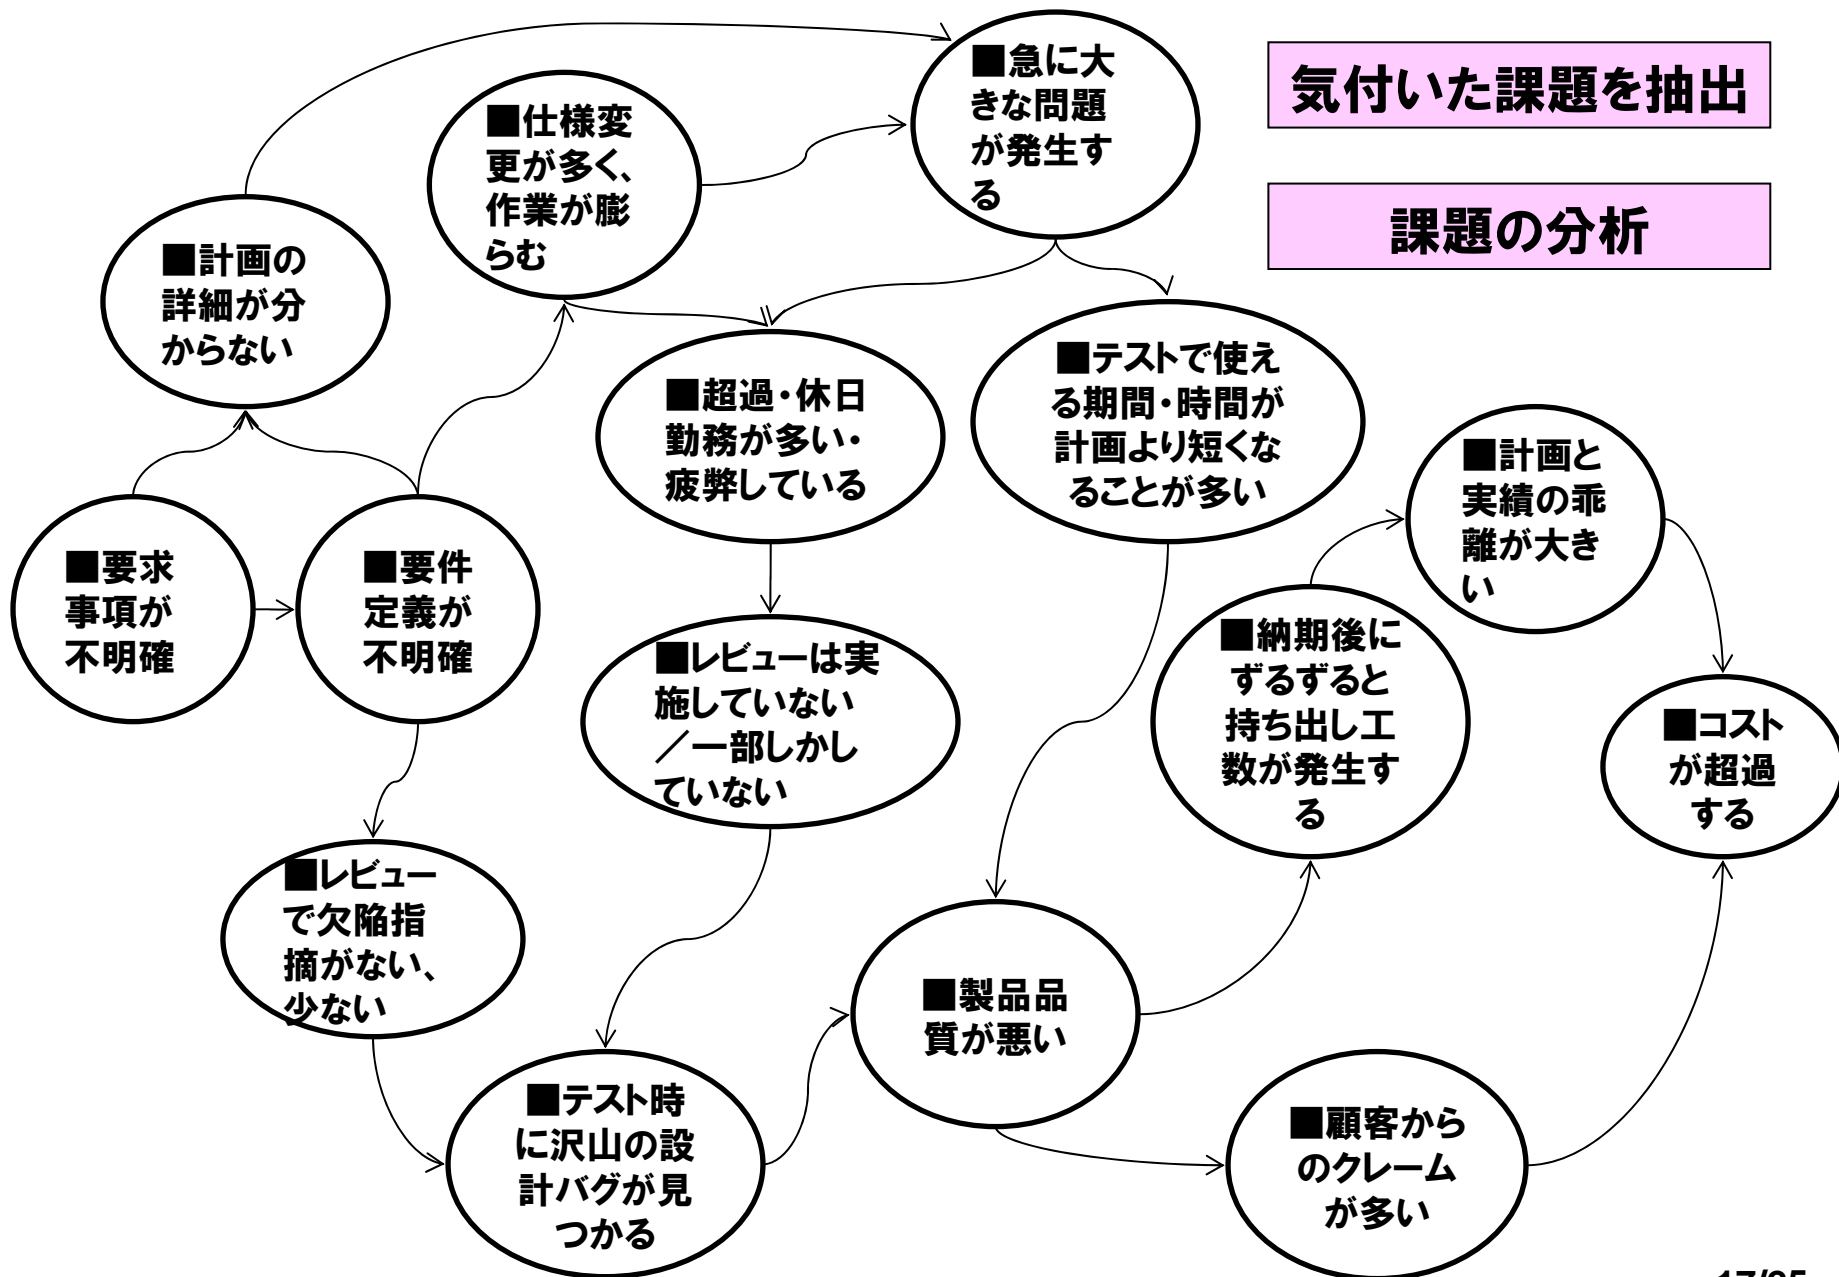 ■急に大
きな問題
が発生す
る
気付いた課題を抽出
課題の分析
■仕様変
更が多く、
作業が膨
らむ
■計画の
詳細が分
からない
■超過・休日
勤務が多い・
疲弊している
■テストで使え
る期間・時間が
計画より短くな
ることが多い
■計画と
実績の乖
離が大き
い
■要求
事項が
不明確
■要件
定義が
不明確
■レビューは実
施していない
／一部しかし
ていない
■納期後に
ずるずると
持ち出し工
数が発生す
る
■コスト
が超過
する
■レビュー
で欠陥指
摘がない、
少ない
■製品品
質が悪い
■テスト時
に沢山の設
計バグが見
つかる
■顧客から
のクレーム
が多い